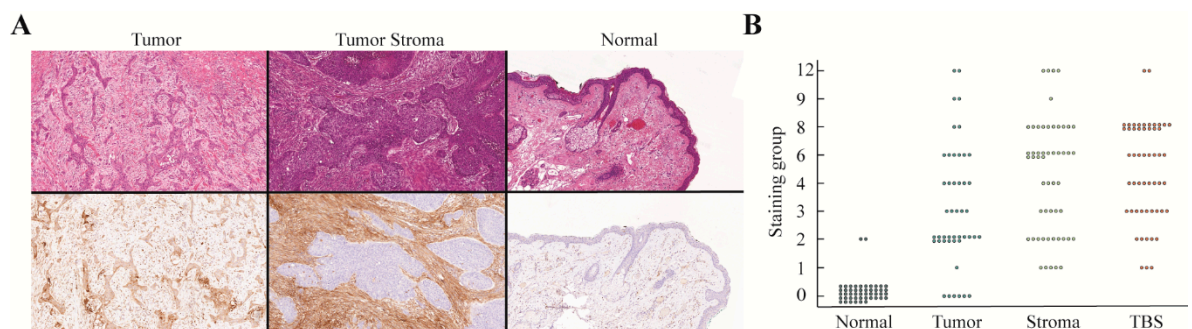 A
Tumor
Tumor Stroma
Normal
B
Staining group
12
9
8
6
4
3
2
1
0
Normal
Tumor
Stroma
TBS